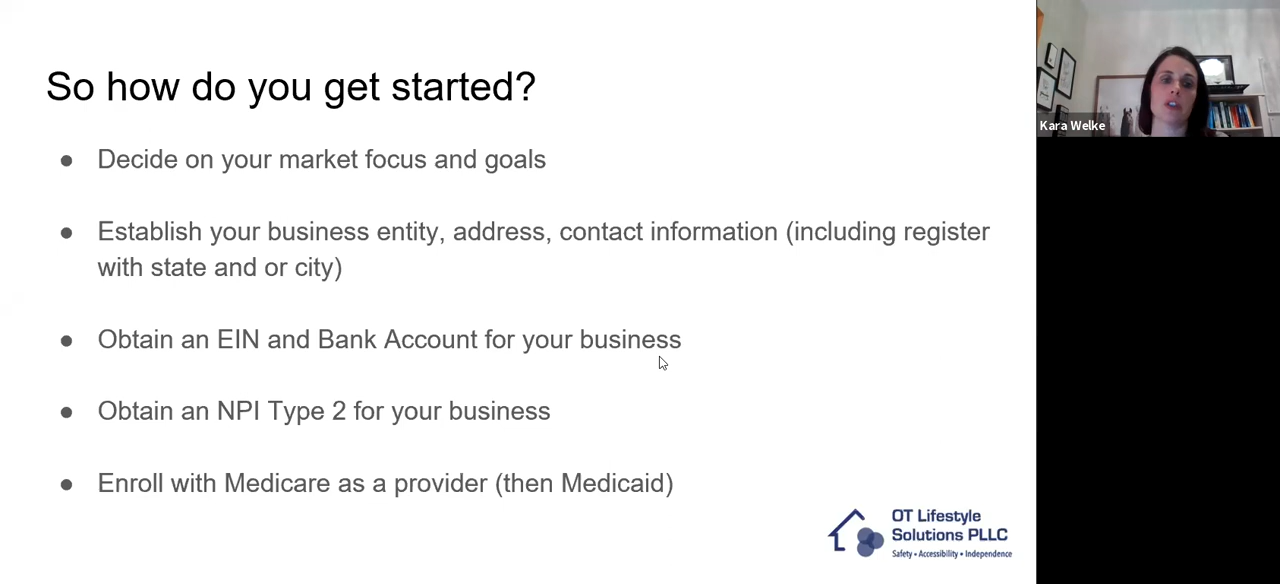 So how do you get started?
● Decide on your market focus and goals
● Establish your business entity, address, contact information (including register
with state and or city)
● Obtain an EIN and Bank Account for your business
● Obtain an NPI Type 2 for your business
● Enroll with Medicare as a provider (then Medicaid)
OT Lifestyle
Solutions PLLC
Safety • Accessibility • Independence
Kara Welke